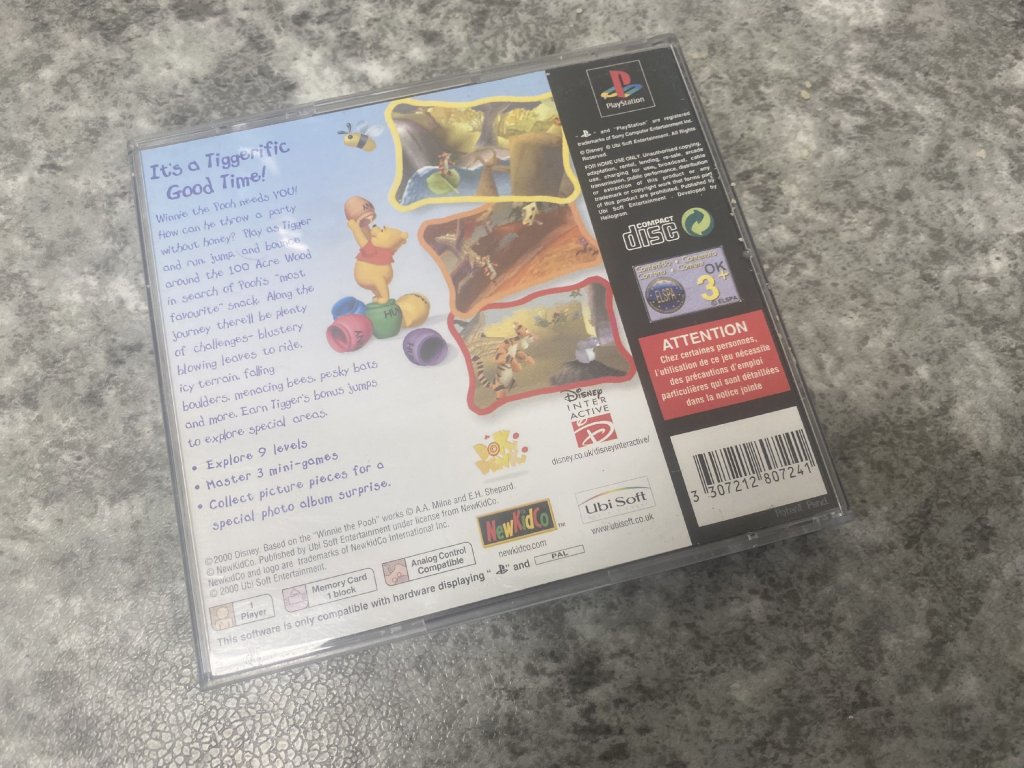 It's a Tiggerific
Good Time!
Winnie the Pooh needs YOU!
How can he throw a party
without honey? Play as Tigger
and run, jump and bounce
around the 100 Acre Wood
in search of Pooh's "most
favourite" snack. Along the
journey there'll be plenty
of challenges- blustery
blowing leaves to ride,
icy terrain, falling
boulders, menacing bees, pesky bats
and more. Earn Tigger's bonus jumps
to explore special areas.
• Explore 9 levels
• Master 3 mini-games
• Collect picture pieces for a
special photo album surprise.
HU
©2000 Disney. Based on the "Winnie the Pooh" works © A.A. Milne and E.H. Shepard.
© NewKidCo. Published by Ubi Soft Entertainment under license from NewKidCo.
NewKidCo and logo are trademarks of NewKidCo International Inc.
© 2000 Ubi Soft Entertainment.
1
Player
Memory Card
1 block
Analog Control
Compatible
This software is only compatible with hardware displaying " " and PAL
Disney
INTER
ACTIVE
disney.co.uk/disneyinteractive/
NewKidCo™
newkidco.com
Ubi Soft
www.ubisoft.co.uk
PlayStation
" " and "PlayStation" are registered
trademarks of Sony Computer Entertainment Inc.
© Disney © Ubi Soft Entertainment. All Rights
Reserved.
FOR HOME USE ONLY. Unauthorised copying,
adaptation, rental, lending, re-sale, arcade
use, charging for use, broadcast, cable
transmission, public performance, distribution
or extraction of this product or any
trademark or copyright work that forms part
of this product are prohibited. Published by
Ubi Soft Entertainment. Developed by
Hologram.
COMPACT
disc
Contenido • Contenuto
Contenu •
ELSPA
OK
3+
© ELSPA
ATTENTION
Chez certaines personnes,
l'utilisation de ce jeu nécessite
des précautions d'emploi
particulières qui sont détaillées
dans la notice jointe
3 307212 807241